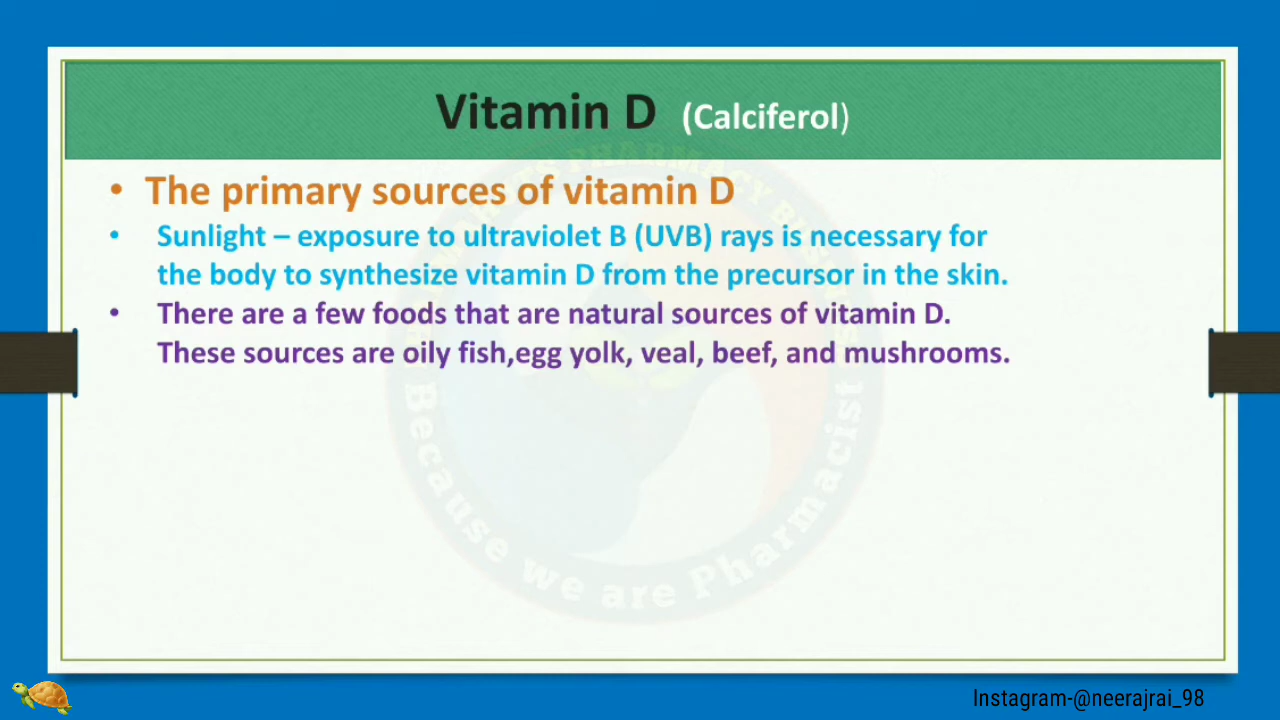 Vitamin D (Calciferol)
• The primary sources of vitamin D
• Sunlight – exposure to ultraviolet B (UVB) rays is necessary for
the body to synthesize vitamin D from the precursor in the skin.
• There are a few foods that are natural sources of vitamin D.
These sources are oily fish,egg yolk, veal, beef, and mushrooms.
Because we are Pharmacist
Instagram-@neerajrai_98